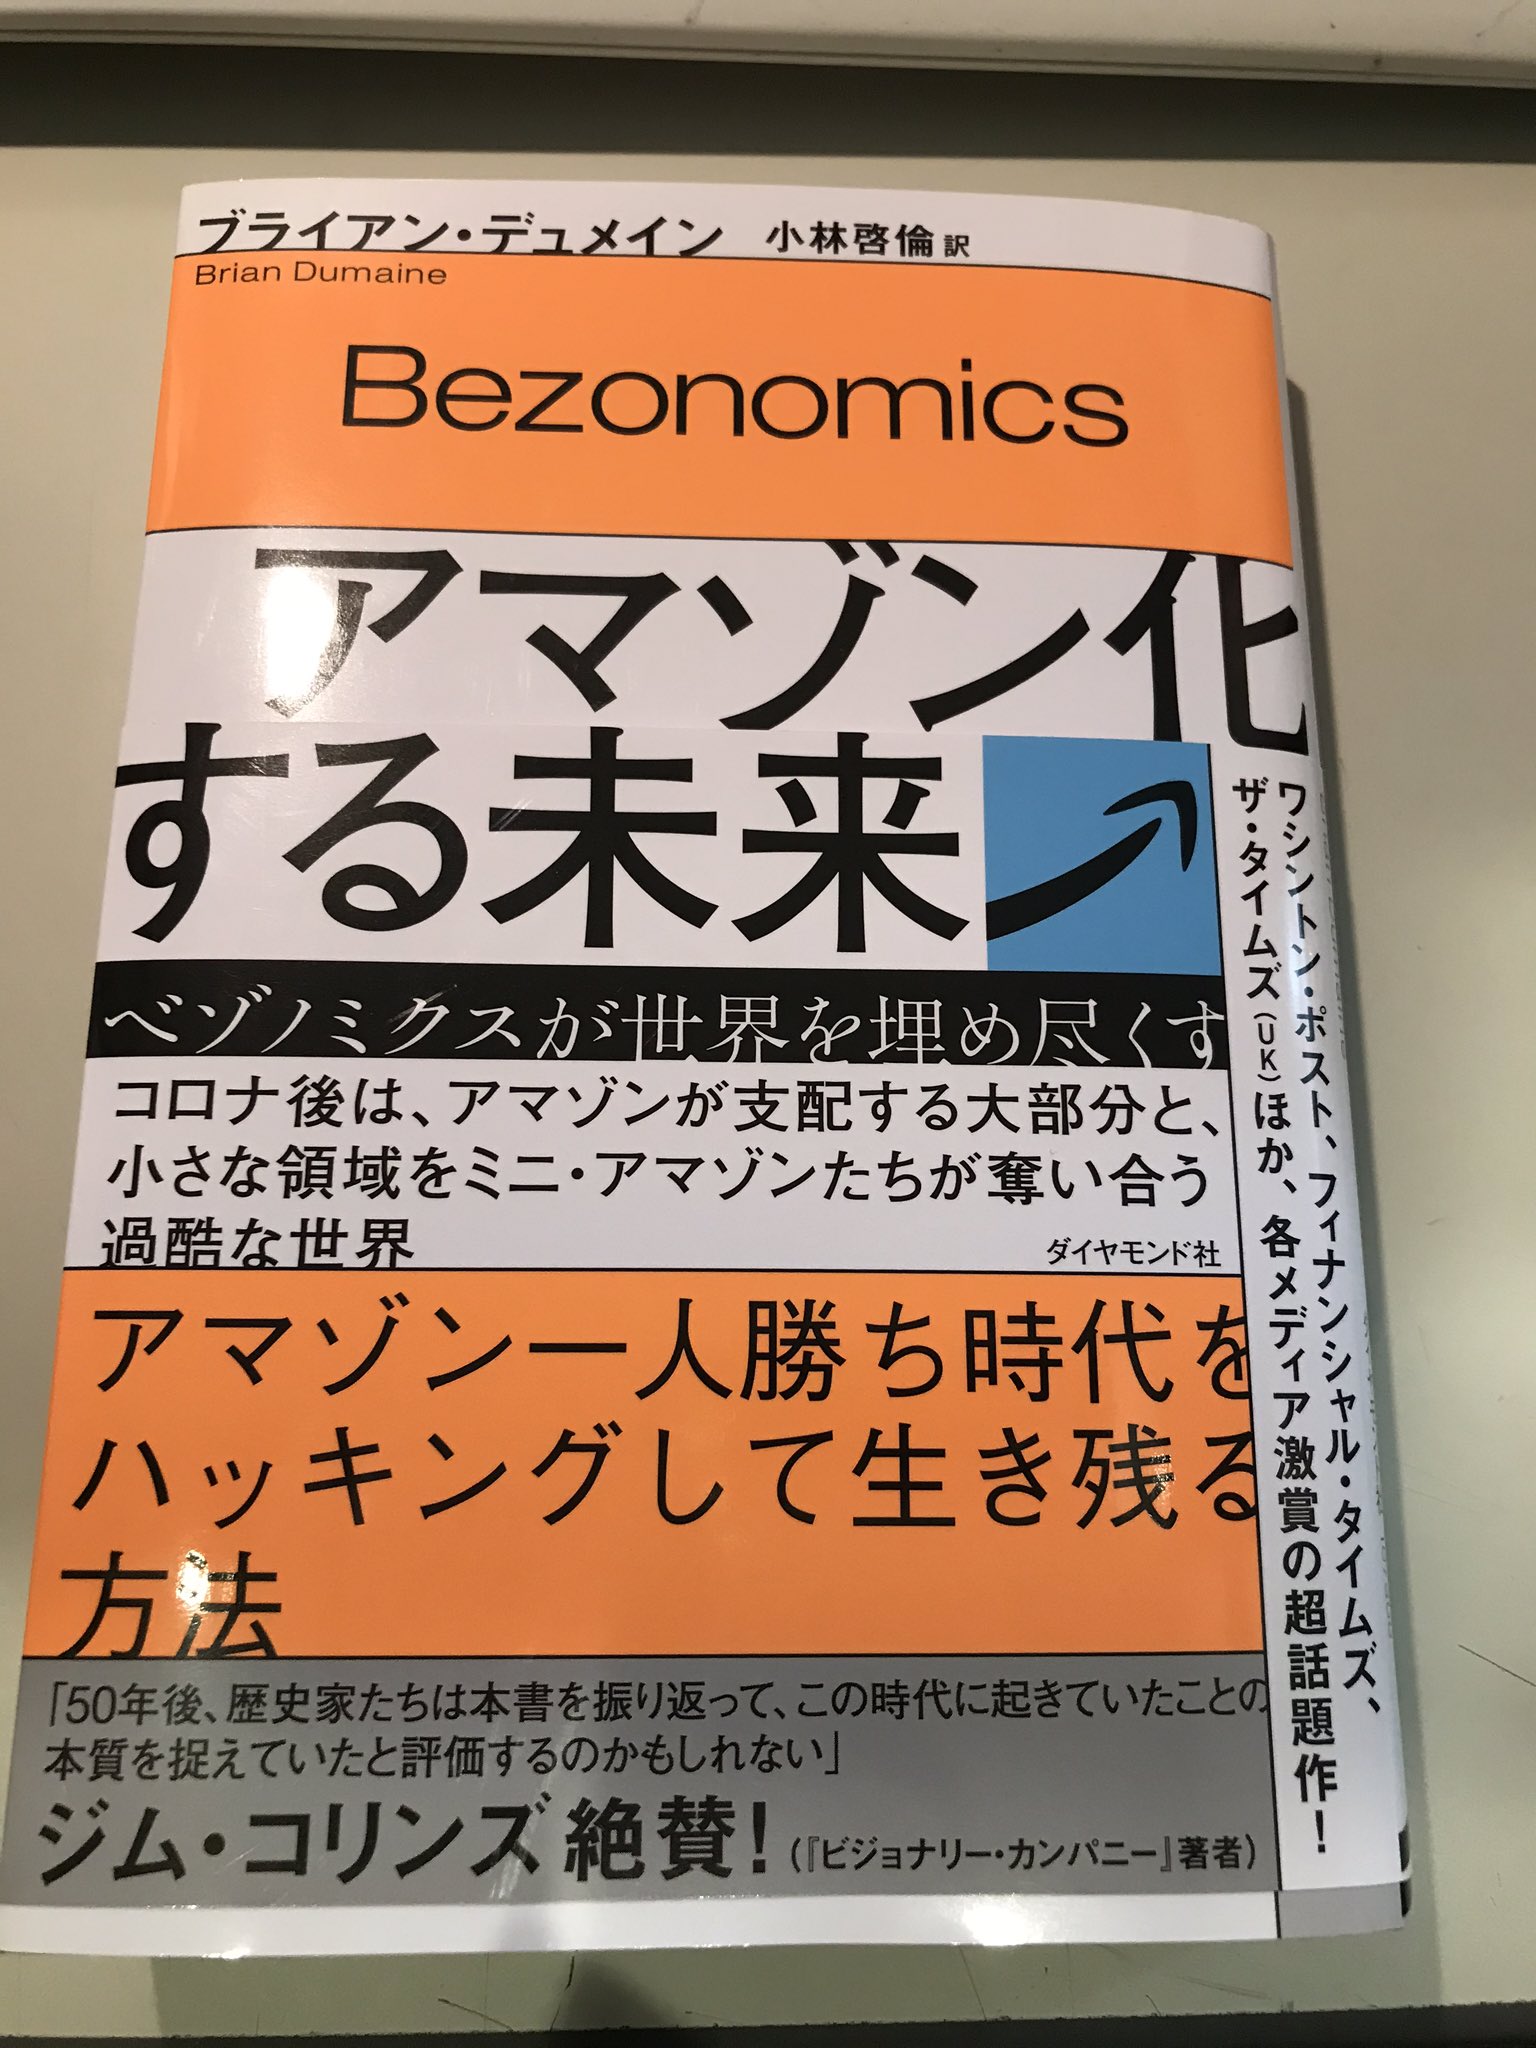 ブライアン・デュメイン 小林啓倫 訳
Brian Dumaine
Bezonomics
アマゾン化
する未来
ベゾノミクスが世界を埋め尽くす
コロナ後は、アマゾンが支配する大部分と、
小さな領域をミニ・アマゾンたちが奪い合う
過酷な世界
ダイヤモンド社
ワシントン・ポスト、フィナンシャル・タイムズ、
ザ・タイムズ（UK）ほか、各メディア激賞の超話題作！
アマゾン一人勝ち時代を
ハッキングして生き残る
方法
「50年後、歴史家たちは本書を振り返って、この時代に起きていたことの
本質を捉えていたと評価するのかもしれない」
ジム・コリンズ絶賛！（『ビジョナリー・カンパニー』著者）